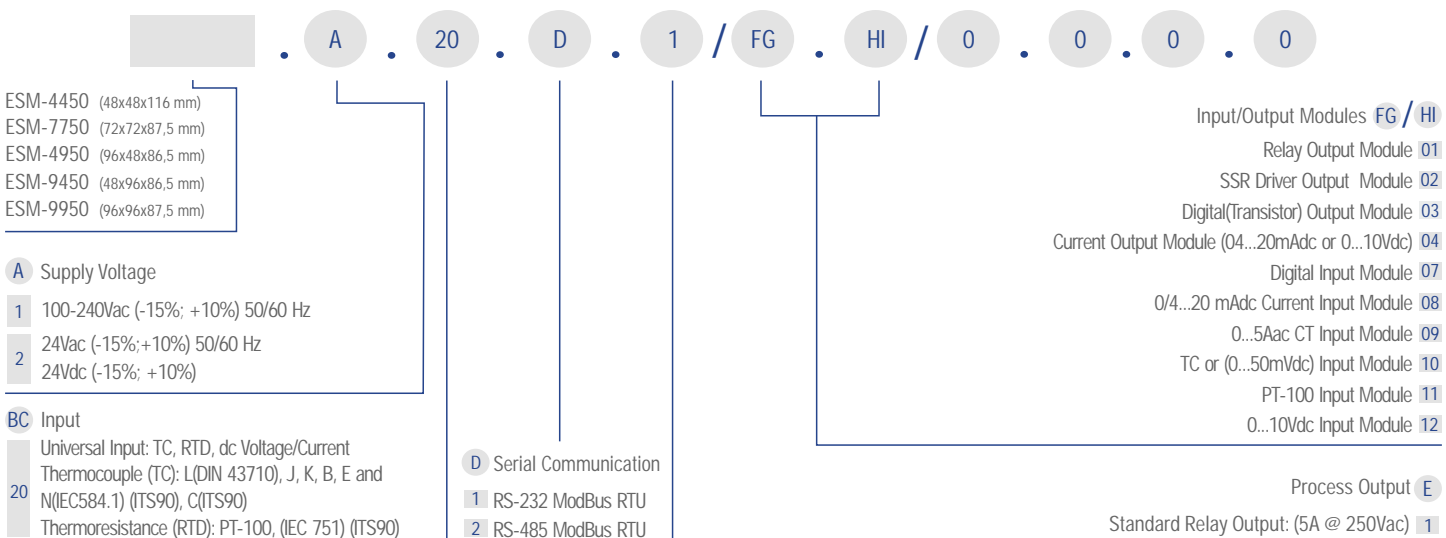 . A . 20 . D . 1 / FG . HI / 0 . 0 . 0 . 0
ESM-4450 (48x48x116 mm)
ESM-7750 (72x72x87,5 mm)
ESM-4950 (96x48x86,5 mm)
ESM-9450 (48x96x86,5 mm)
ESM-9950 (96x96x87,5 mm)
A Supply Voltage
1 100-240Vac (-15%; +10%) 50/60 Hz
2 24Vac (-15%;+10%) 50/60 Hz
24Vdc (-15%; +10%)
BC Input
20 Universal Input: TC, RTD, dc Voltage/Current
Thermocouple (TC): L(DIN 43710), J, K, B, E and
N(IEC584.1) (ITS90), C(ITS90)
Thermoresistance (RTD): PT-100, (IEC 751) (ITS90)
D Serial Communication
1 RS-232 ModBus RTU
2 RS-485 ModBus RTU
Input/Output Modules FG / HI
Relay Output Module 01
SSR Driver Output Module 02
Digital(Transistor) Output Module 03
Current Output Module (04...20mAdc or 0...10Vdc) 04
Digital Input Module 07
0/4...20 mAdc Current Input Module 08
0...5Aac CT Input Module 09
TC or (0...50mVdc) Input Module 10
PT-100 Input Module 11
0...10Vdc Input Module 12
Process Output E
Standard Relay Output: (5A @ 250Vac) 1